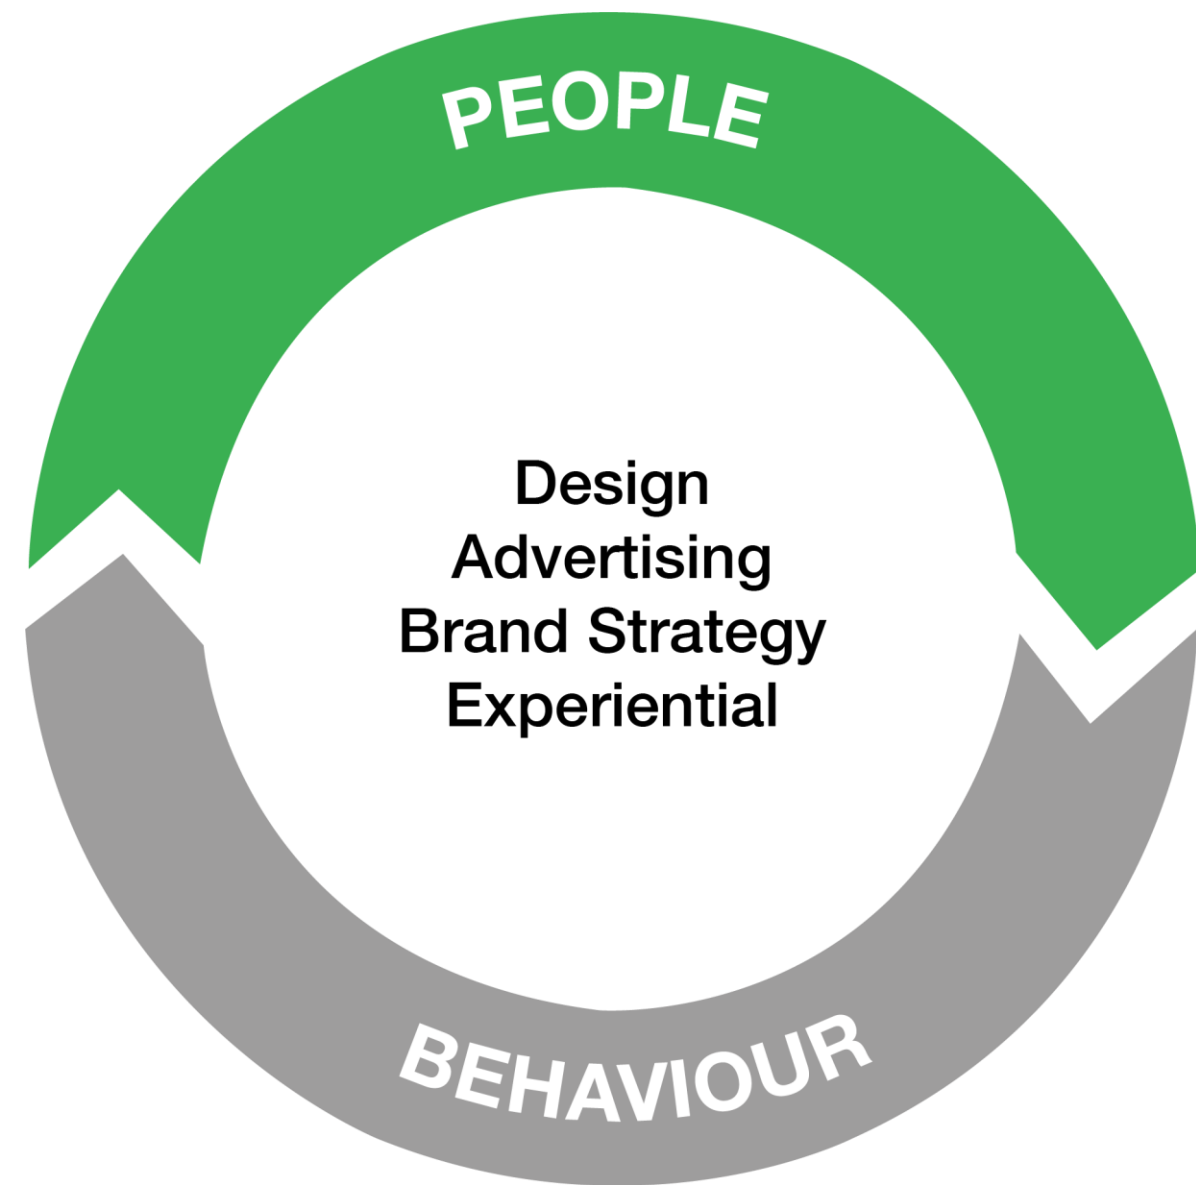 PEOPLE
Design
Advertising
Brand Strategy
Experiential
BEHAVIOUR